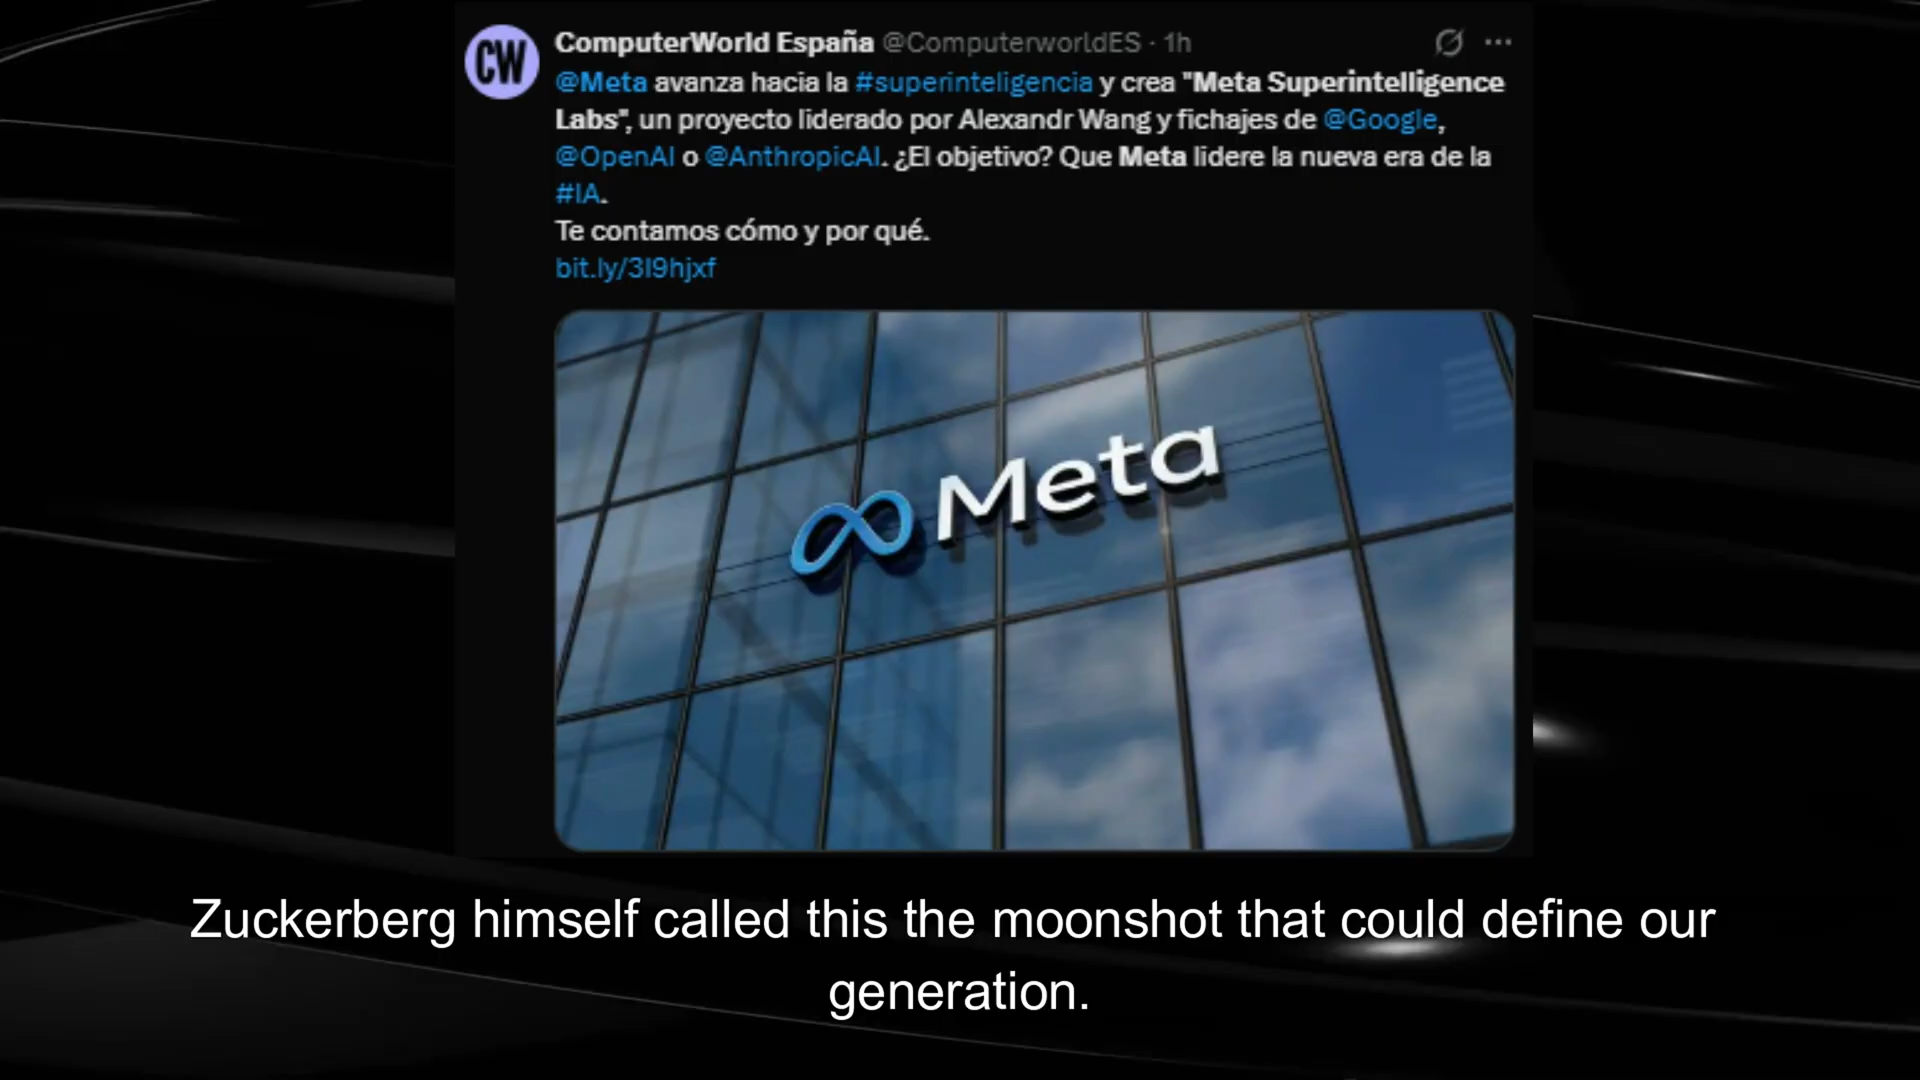 CW
ComputerWorld España @ComputerworldES · 1h
@Meta avanza hacia la #superinteligencia y crea "Meta Superintelligence
Labs", un proyecto liderado por Alexandr Wang y fichajes de @Google,
@OpenAI o @AnthropicAI. ¿El objetivo? Que Meta lidere la nueva era de la
#IA.
Te contamos cómo y por qué.
bit.ly/3I9hjxf
Meta
Zuckerberg himself called this the moonshot that could define our
generation.